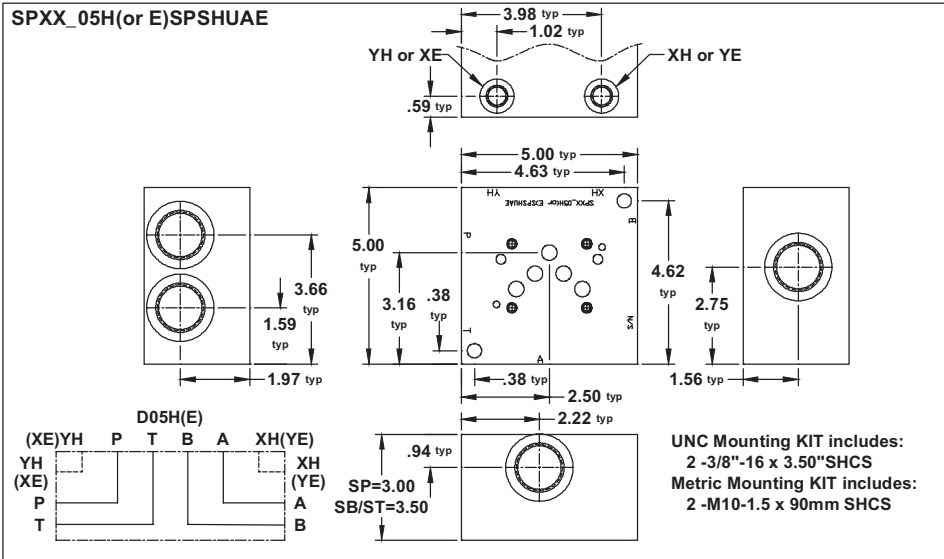 SPXX_05H(or E)SPSHUAE
3.98 typ
1.02 typ
YH or XE
XH or YE
.59 typ
5.00 typ
4.63 typ
YH
XH
SPXX_05H(or E)SPSHUAE
B
P
5.00
typ
3.16
typ
.38
typ
4.62
typ
S/N
T
A
3.66
typ
1.59
typ
2.75
typ
1.97 typ
.38 typ
2.50 typ
2.22 typ
1.56 typ
D05H(E)
(XE)YH P T B A XH(YE)
YH
(XE)
XH
(YE)
P
A
T
B
.94 typ
SP=3.00
SB/ST=3.50
UNC Mounting KIT includes:
2 -3/8"-16 x 3.50"SHCS
Metric Mounting KIT includes:
2 -M10-1.5 x 90mm SHCS